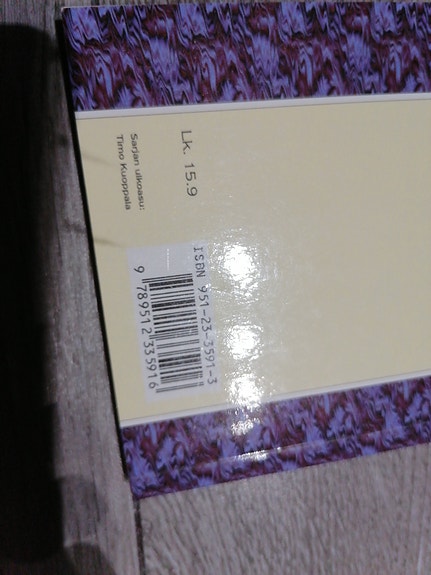 Lk. 15.9
Sarjan ulkoasu:
Timo Kuoppala
ISBN 951-23-3591-3
9 789512 335916